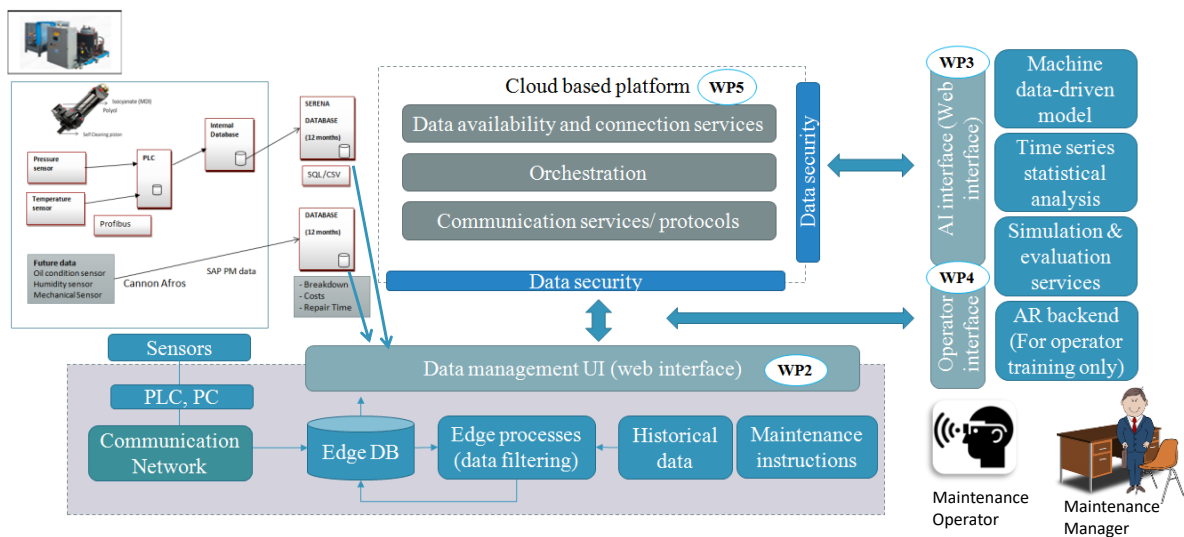 Isocyanate (MDI)
Polyol
Self Cleaning piston
Pressure
sensor
Temperature
sensor
PLC
Profibus
Internal
Database
Future data
Oil condition sensor
Humidity sensor
Mechanical Sensor
Cannon Afros
SAP PM data
SERENA
DATABASE
(12 months)
SQL/CSV
DATABASE
(12 months)
- Breakdown
- Costs
- Repair Time
Cloud based platform
WP5
Data availability and connection services
Orchestration
Communication services/ protocols
Data security
Data security
WP3
AI interface (Web
interface)
WP4
Operator
interface
Machine
data-driven
model
Time series
statistical
analysis
Simulation &
evaluation
services
AR backend
(For operator
training only)
Sensors
PLC, PC
Communication
Network
Data management UI (web interface)
WP2
Edge DB
Edge processes
(data filtering)
Historical
data
Maintenance
instructions
Maintenance
Operator
Maintenance
Manager